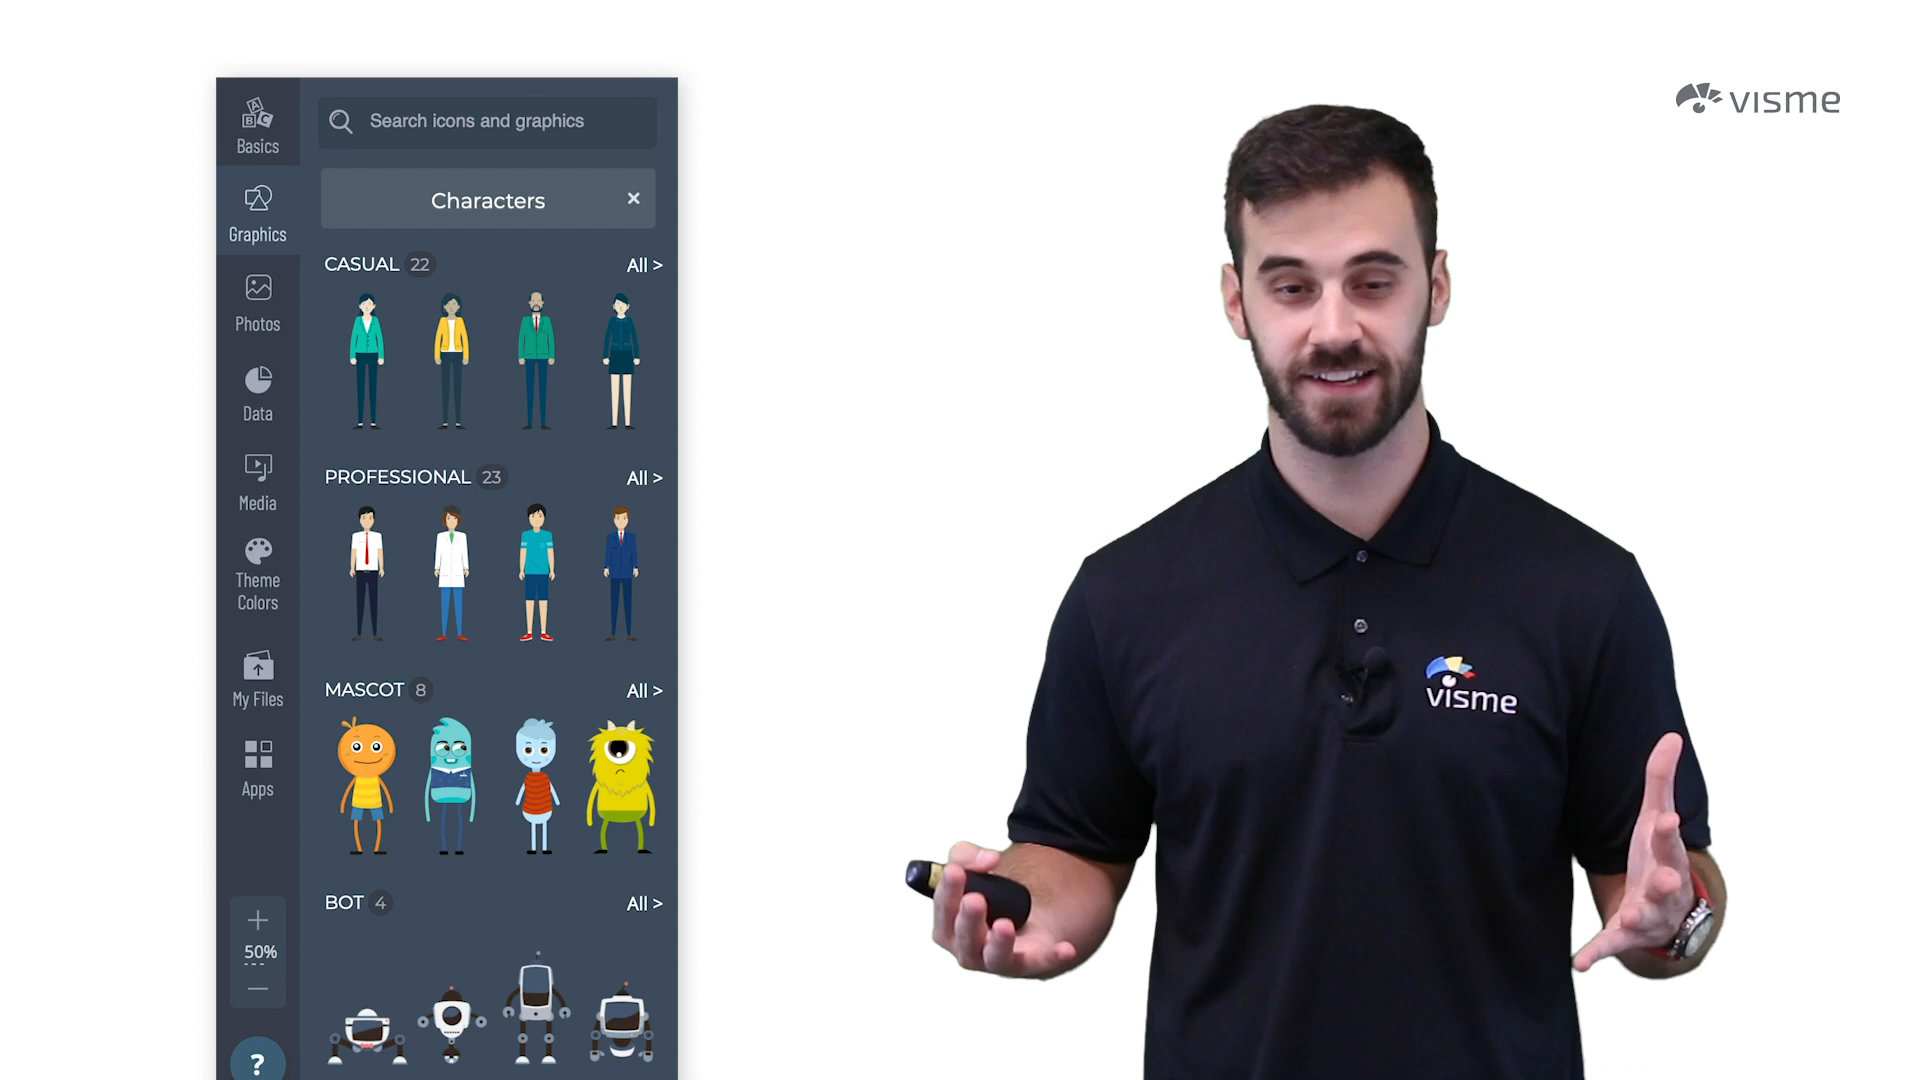 Basics
Graphics
Photos
Data
Media
Theme
Colors
My Files
Apps
+
50%
–
?
Search icons and graphics
Characters ×
CASUAL 22 All >
PROFESSIONAL 23 All >
MASCOT 8 All >
BOT 4 All >
visme
visme